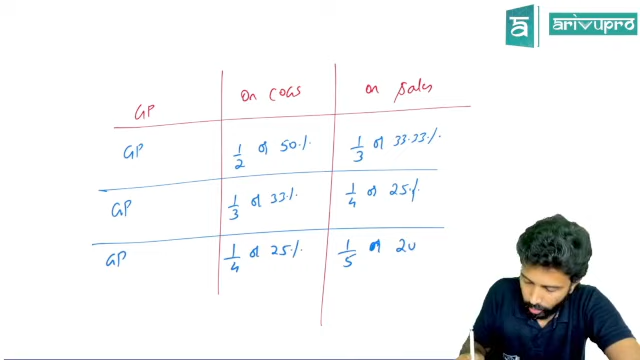 ā arivupro
GP on COGS on sales
GP 1/2 or 50% 1/3 or 33.33%
GP 1/3 or 33% 1/4 or 25%
GP 1/4 or 25% 1/5 or 20